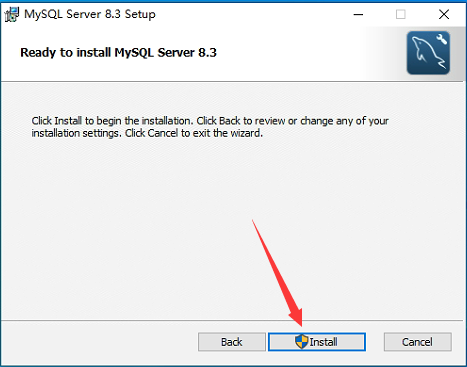 MySQL Server 8.3 Setup
Ready to install MySQL Server 8.3
Click Install to begin the installation. Click Back to review or change any of your
installation settings. Click Cancel to exit the wizard.
Back
Install
Cancel